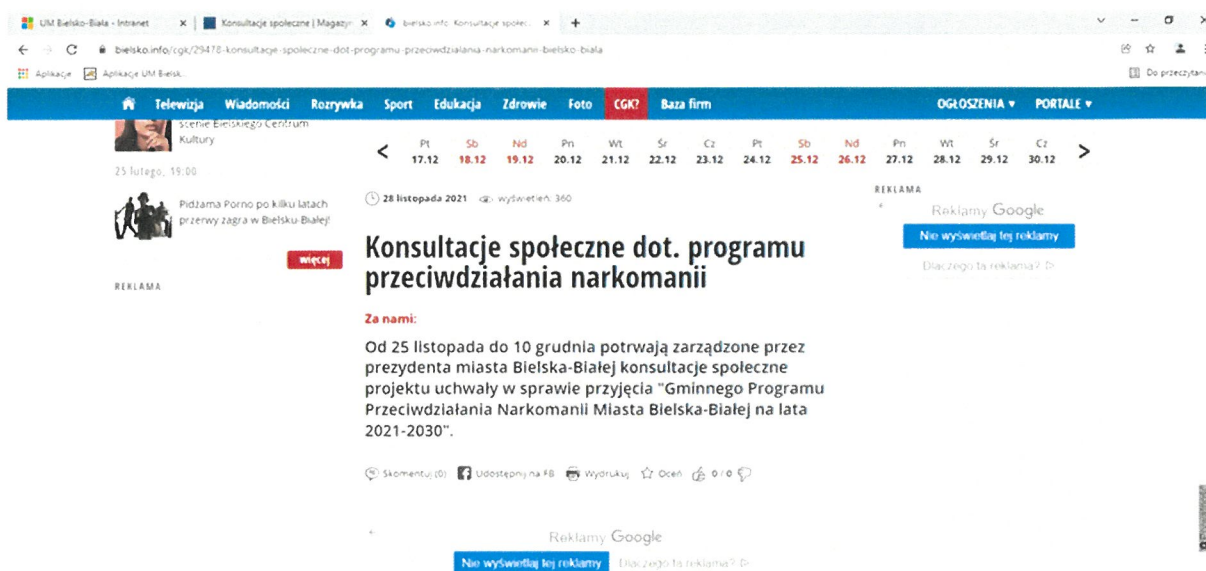 UM Bielsko-Biała - Intranet
Konsultacje społeczne | Magazyn
bielsko.info: Konsultacje społec
bielsko.info/cgk/29478-konsultacje-spoleczne-dot-programu-przeciwdzialania-narkomanii-bielsko-biala
Aplikacje Aplikacje UM Bielsk...
Do przeczytania
Telewizja Wiadomości Rozrywka Sport Edukacja Zdrowie Foto CGK? Baza firm OGŁOSZENIA PORTALE
scenie Bielskiego Centrum
Kultury
25 lutego, 19:00
Pidżama Porno po kilku latach
przerwy zagra w Bielsku-Białej!
więcej
REKLAMA
< Pt Sb Nd Pn Wt Śr Cz Pt Sb Nd Pn Wt Śr Cz >
17.12 18.12 19.12 20.12 21.12 22.12 23.12 24.12 25.12 26.12 27.12 28.12 29.12 30.12
28 listopada 2021 wyświetleń: 360
Konsultacje społeczne dot. programu
przeciwdziałania narkomanii
Za nami:
Od 25 listopada do 10 grudnia potrwają zarządzone przez
prezydenta miasta Bielska-Białej konsultacje społeczne
projektu uchwały w sprawie przyjęcia "Gminnego Programu
Przeciwdziałania Narkomanii Miasta Bielska-Białej na lata
2021-2030".
Skomentuj (0) Udostępnij na FB Wydrukuj Oceń 0 / 0
Reklamy Google
Nie wyświetlaj tej reklamy Dlaczego ta reklama?
REKLAMA
Reklamy Google
Nie wyświetlaj tej reklamy
Dlaczego ta reklama?